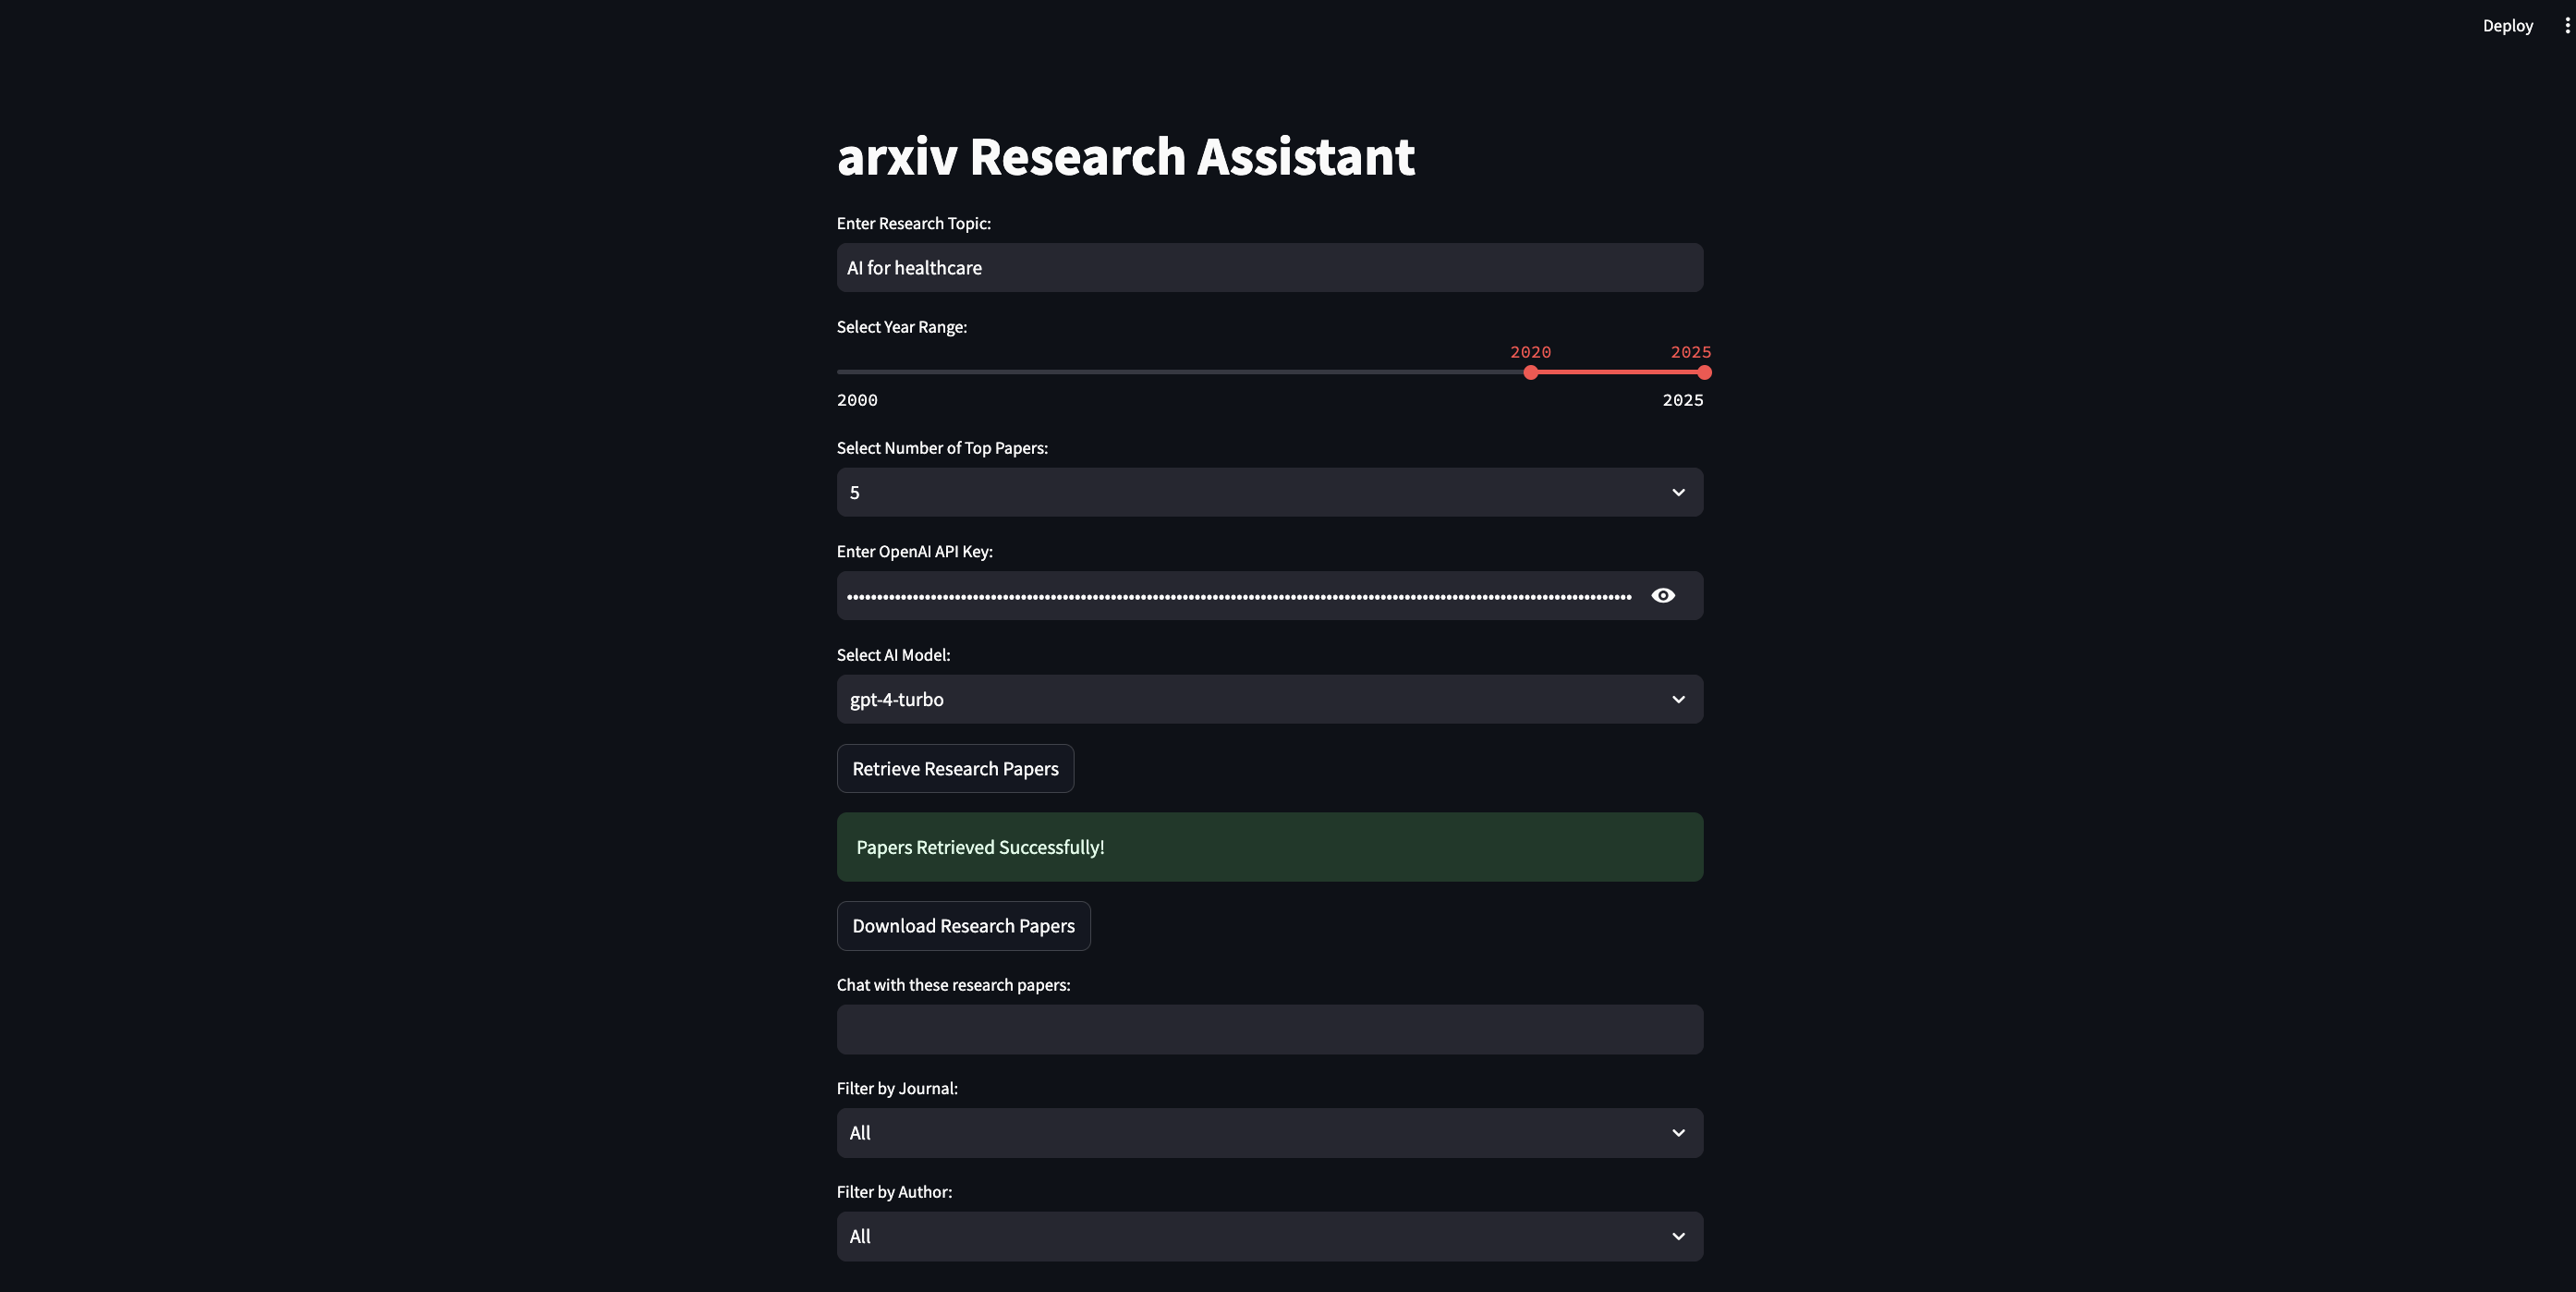 Deploy
arxiv Research Assistant
Enter Research Topic:
AI for healthcare
Select Year Range:
2020 2025
2000 2025
Select Number of Top Papers:
5
Enter OpenAI API Key:
Select AI Model:
gpt-4-turbo
Retrieve Research Papers
Papers Retrieved Successfully!
Download Research Papers
Chat with these research papers:
Filter by Journal:
All
Filter by Author:
All